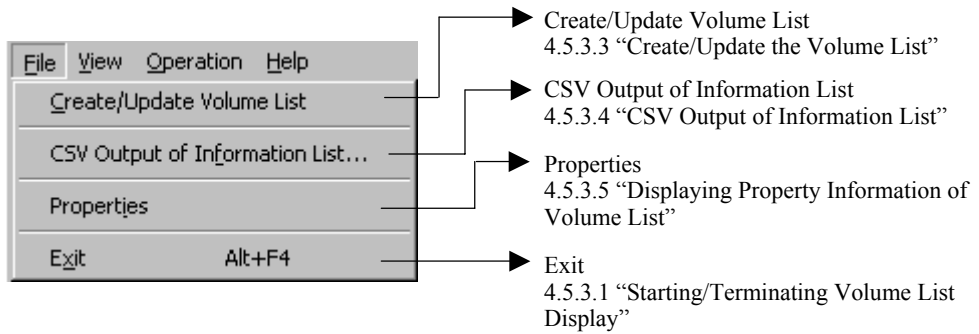 File View Operation Help
Create/Update Volume List
CSV Output of Information List...
Properties
Exit Alt+F4
Create/Update Volume List
4.5.3.3 “Create/Update the Volume List”
CSV Output of Information List
4.5.3.4 “CSV Output of Information List”
Properties
4.5.3.5 “Displaying Property Information of
Volume List”
Exit
4.5.3.1 “Starting/Terminating Volume List
Display”